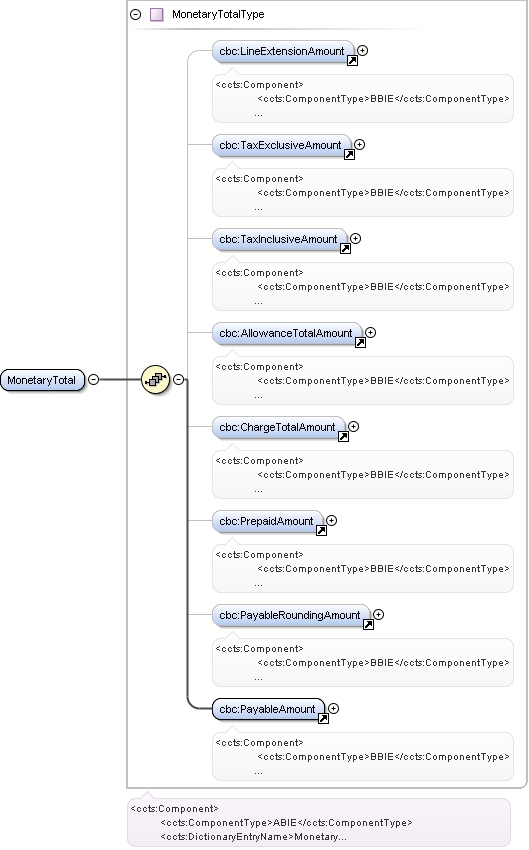 MonetaryTotalType
cbc:LineExtensionAmount
<ccts:Component>
<ccts:ComponentType>BBIE</ccts:ComponentType>
...
cbc:TaxExclusiveAmount
<ccts:Component>
<ccts:ComponentType>BBIE</ccts:ComponentType>
...
cbc:TaxInclusiveAmount
<ccts:Component>
<ccts:ComponentType>BBIE</ccts:ComponentType>
...
cbc:AllowanceTotalAmount
<ccts:Component>
<ccts:ComponentType>BBIE</ccts:ComponentType>
...
MonetaryTotal
cbc:ChargeTotalAmount
<ccts:Component>
<ccts:ComponentType>BBIE</ccts:ComponentType>
...
cbc:PrepaidAmount
<ccts:Component>
<ccts:ComponentType>BBIE</ccts:ComponentType>
...
cbc:PayableRoundingAmount
<ccts:Component>
<ccts:ComponentType>BBIE</ccts:ComponentType>
...
cbc:PayableAmount
<ccts:Component>
<ccts:ComponentType>BBIE</ccts:ComponentType>
...
<ccts:Component>
<ccts:ComponentType>ABIE</ccts:ComponentType>
<ccts:DictionaryEntryName>Monetary...